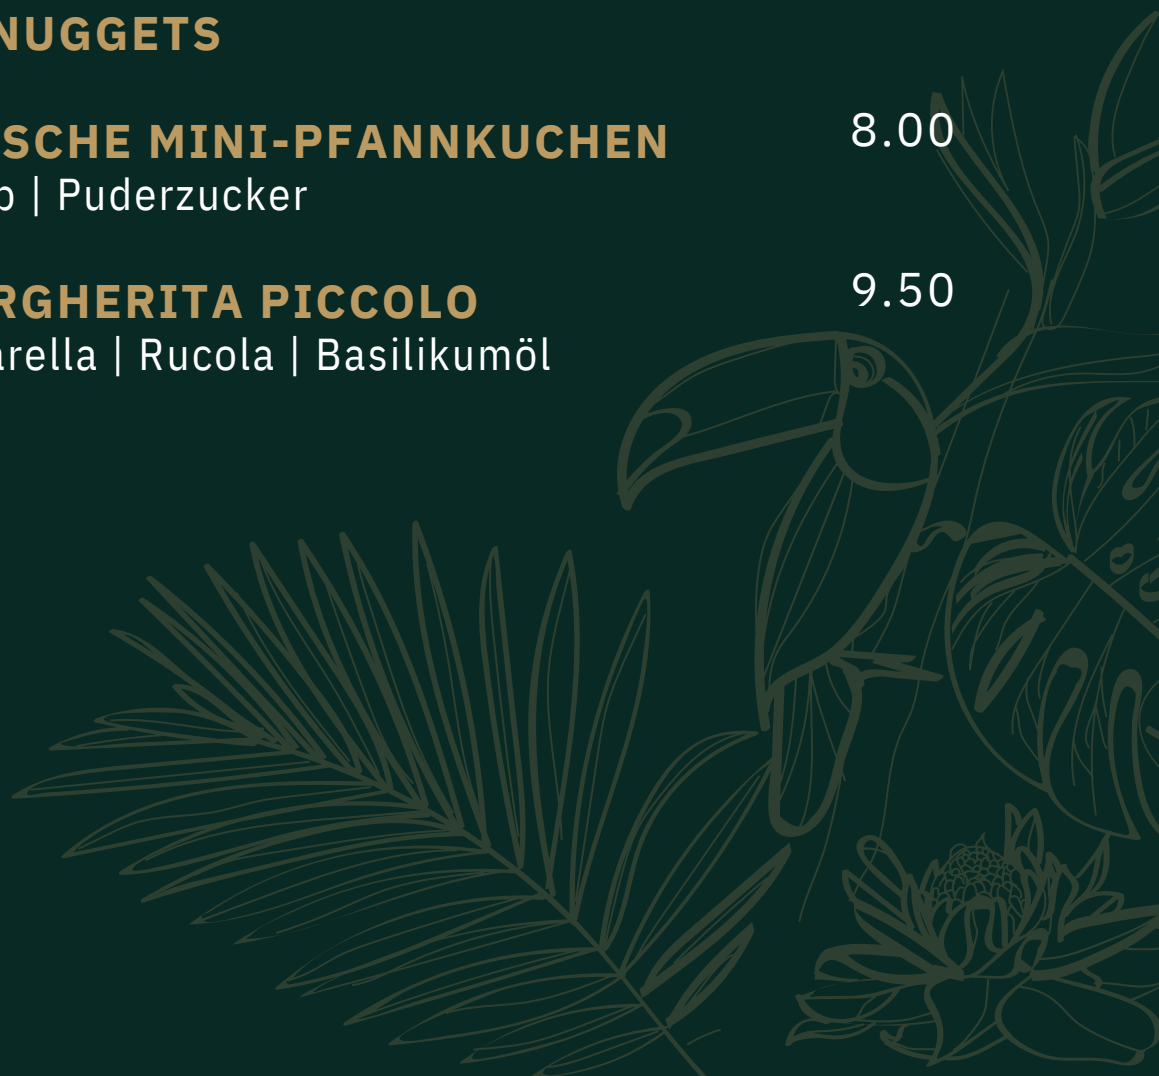 NUGGETS
SCHE MINI-PFANNKUCHEN 8.00
| Puderzucker
RGHERITA PICCOLO 9.50
arella | Rucola | Basilikumöl